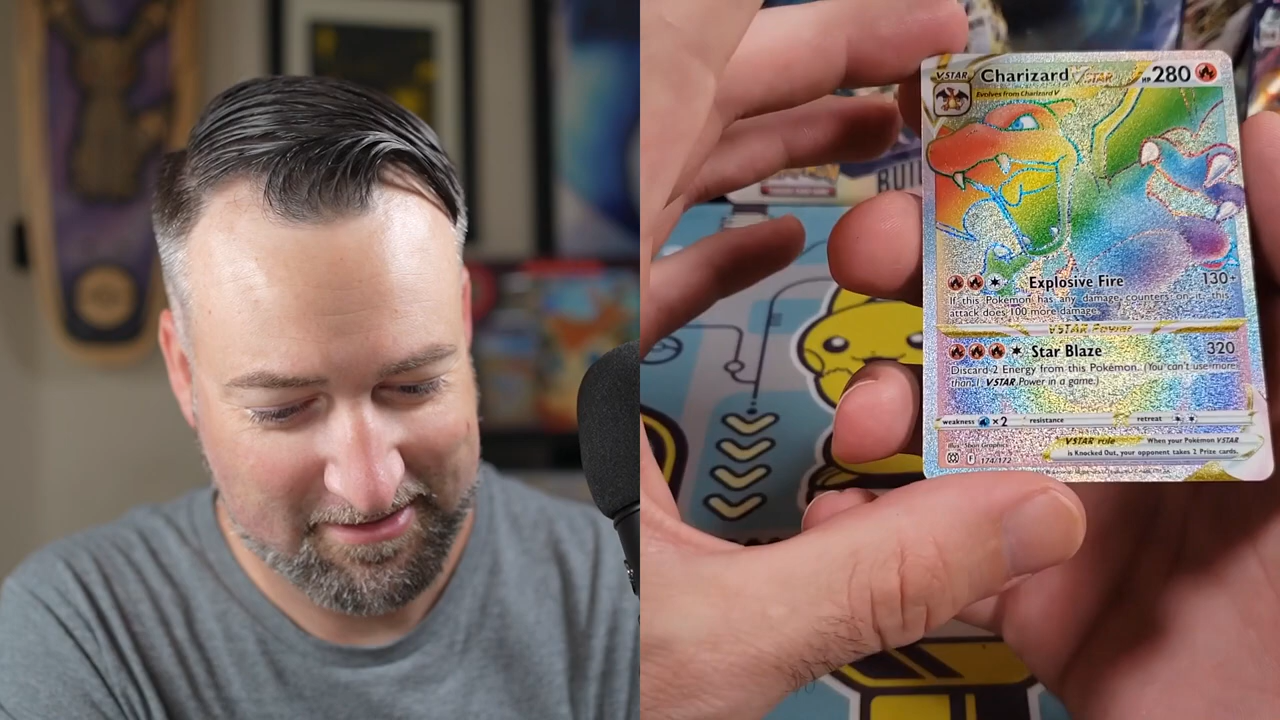 BUIL
VSTAR Charizard VSTAR HP 280
Evolves from Charizard V
Explosive Fire 130+
If this Pokémon has any damage counters on it, this
attack does 100 more damage.
VSTAR Power
Star Blaze 320
Discard 2 Energy from this Pokémon. (You can't use more
than 1 VSTAR Power in a game.)
weakness ×2 resistance retreat
VSTAR rule When your Pokémon VSTAR
is Knocked Out, your opponent takes 2 Prize cards.
174/172